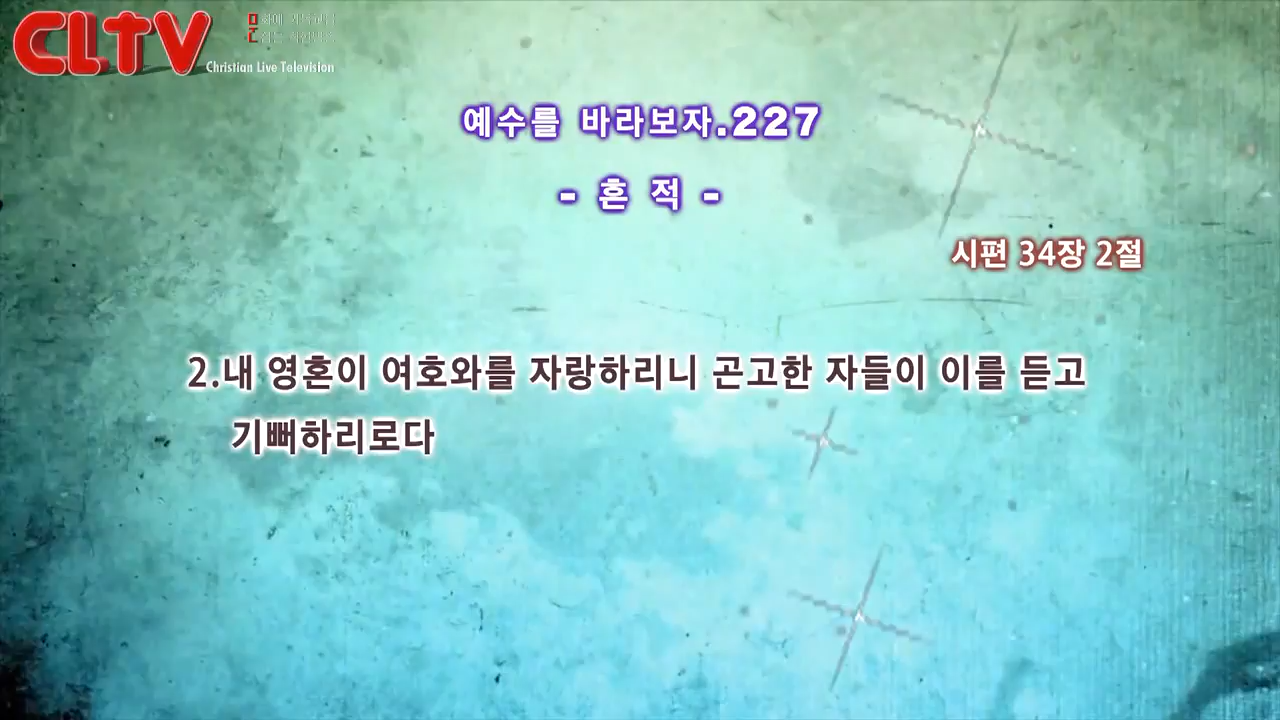 CLTV
Christian Live Television
예수를 바라보자.227
- 흔 적 -
시편 34장 2절
2.내 영혼이 여호와를 자랑하리니 곤고한 자들이 이를 듣고
기뻐하리로다